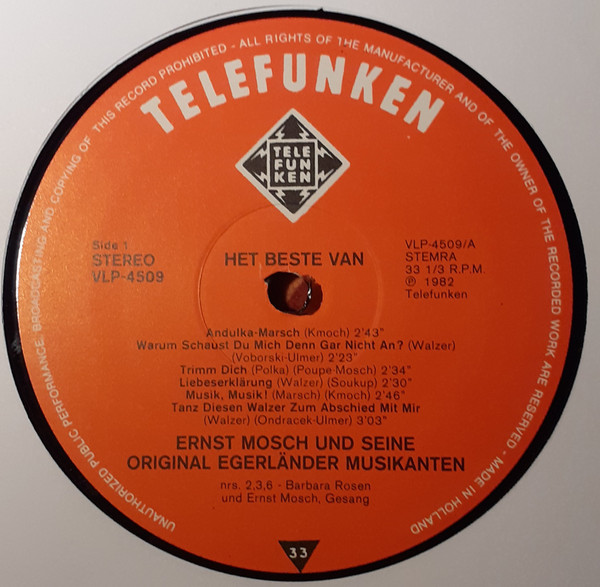 UNAUTHORIZED PUBLIC PERFORMANCE, BROADCASTING AND COPYING OF THIS RECORD PROHIBITED - ALL RIGHTS OF THE MANUFACTURER AND OF THE OWNER OF THE RECORDED WORK ARE RESERVED - MADE IN HOLLAND
TELEFUNKEN
TELE
FUN
KEN
Side 1
STEREO
VLP-4509
HET BESTE VAN
VLP-4509/A
STEMRA
33 1/3 R.P.M.
℗ 1982
Telefunken
Andulka-Marsch (Kmoch) 2'43"
Warum Schaust Du Mich Denn Gar Nicht An? (Walzer)
(Voborski-Ulmer) 2'23"
Trimm Dich (Polka) (Poupe-Mosch) 2'34"
Liebeserklärung (Walzer) (Soukup) 2'30"
Musik, Musik! (Marsch) (Kmoch) 2'46"
Tanz Diesen Walzer Zum Abschied Mit Mir
(Walzer) (Ondracek-Ulmer) 3'03"
ERNST MOSCH UND SEINE
ORIGINAL EGERLÄNDER MUSIKANTEN
nrs. 2,3,6 - Barbara Rosen
und Ernst Mosch, Gesang
33